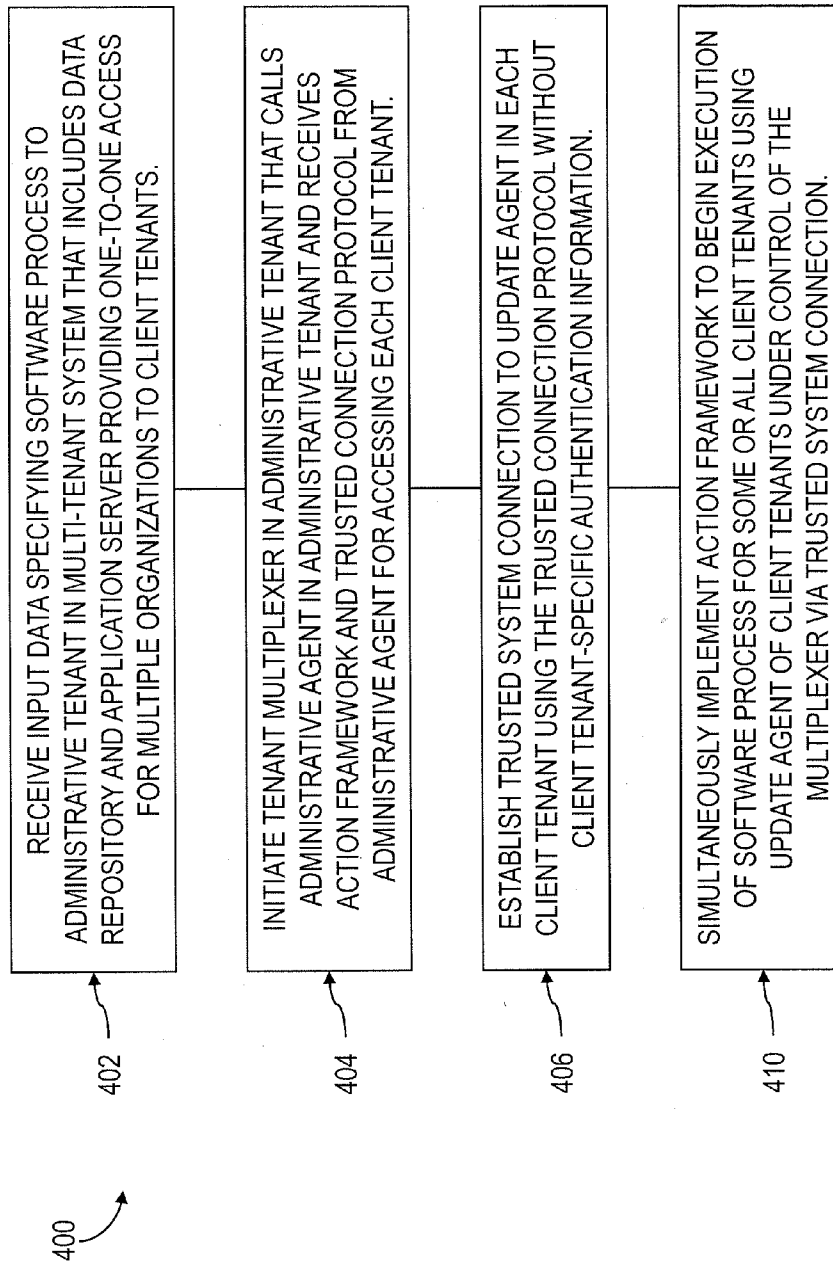 400
402
RECEIVE INPUT DATA SPECIFYING SOFTWARE PROCESS TO
ADMINISTRATIVE TENANT IN MULTI-TENANT SYSTEM THAT INCLUDES DATA
REPOSITORY AND APPLICATION SERVER PROVIDING ONE-TO-ONE ACCESS
FOR MULTIPLE ORGANIZATIONS TO CLIENT TENANTS.
404
INITIATE TENANT MULTIPLEXER IN ADMINISTRATIVE TENANT THAT CALLS
ADMINISTRATIVE AGENT IN ADMINISTRATIVE TENANT AND RECEIVES
ACTION FRAMEWORK AND TRUSTED CONNECTION PROTOCOL FROM
ADMINISTRATIVE AGENT FOR ACCESSING EACH CLIENT TENANT.
406
ESTABLISH TRUSTED SYSTEM CONNECTION TO UPDATE AGENT IN EACH
CLIENT TENANT USING THE TRUSTED CONNECTION PROTOCOL WITHOUT
CLIENT TENANT-SPECIFIC AUTHENTICATION INFORMATION.
410
SIMULTANEOUSLY IMPLEMENT ACTION FRAMEWORK TO BEGIN EXECUTION
OF SOFTWARE PROCESS FOR SOME OR ALL CLIENT TENANTS USING
UPDATE AGENT OF CLIENT TENANTS UNDER CONTROL OF THE
MULTIPLEXER VIA TRUSTED SYSTEM CONNECTION.